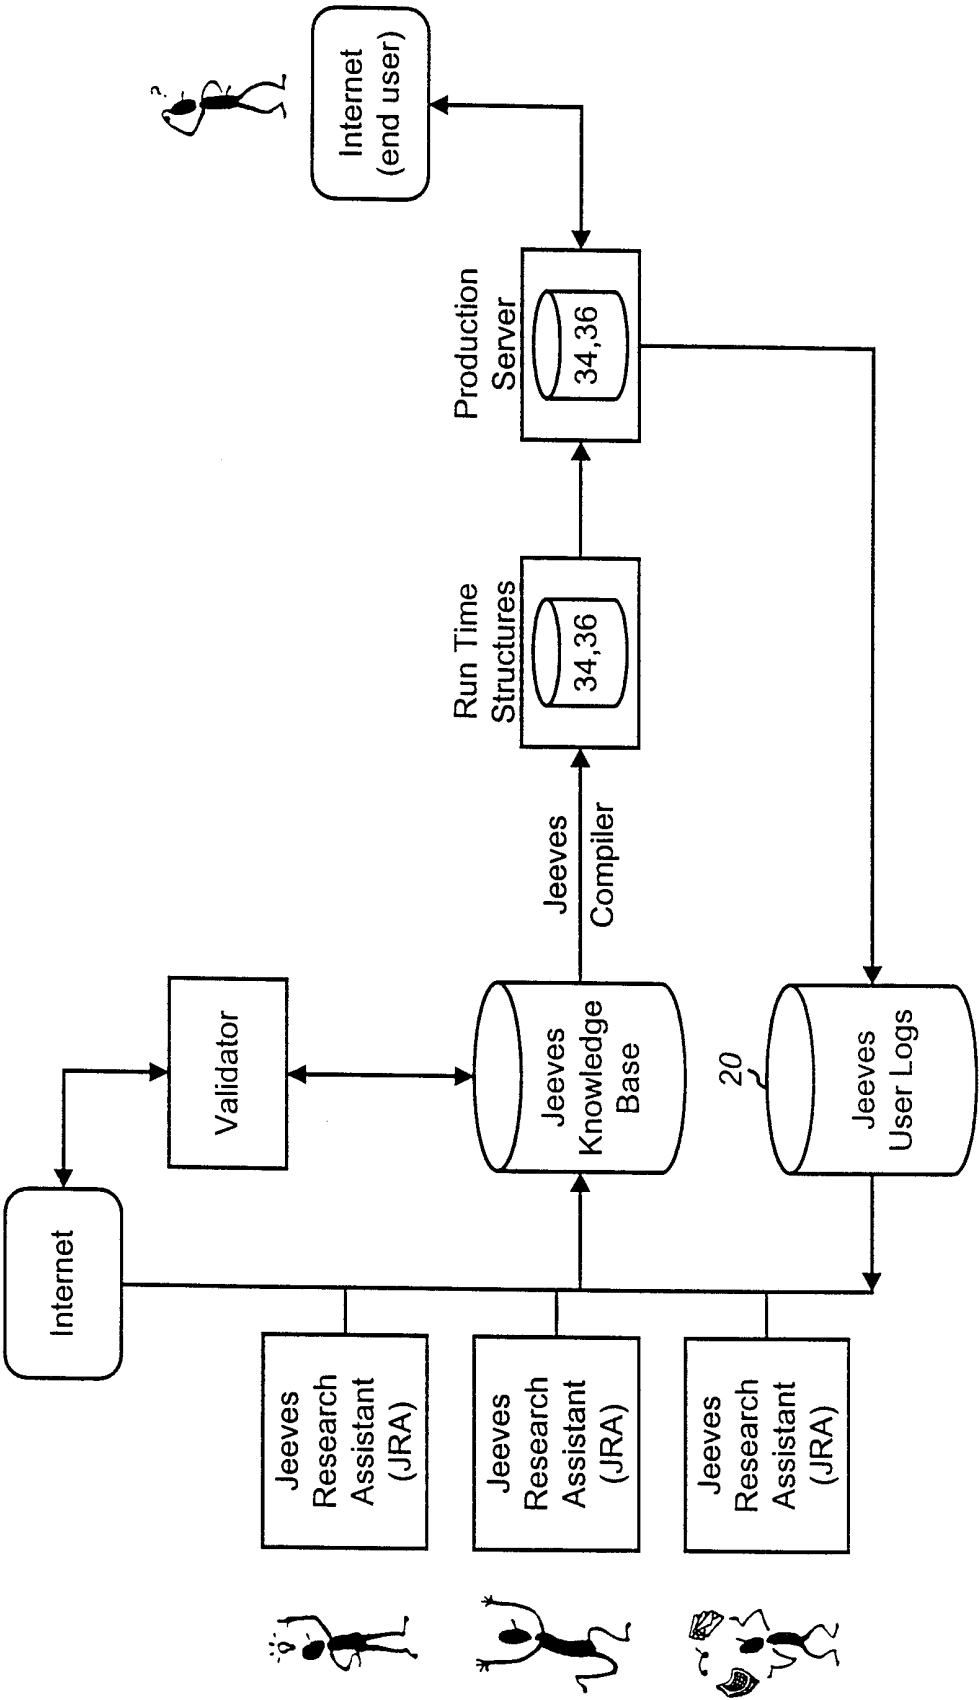 Internet
Validator
Jeeves
Research
Assistant
(JRA)
Jeeves
Research
Assistant
(JRA)
Jeeves
Research
Assistant
(JRA)
Jeeves
Knowledge
Base
20
Jeeves
User Logs
Jeeves
Compiler
Run Time
Structures
34,36
Production
Server
34,36
?
Internet
(end user)